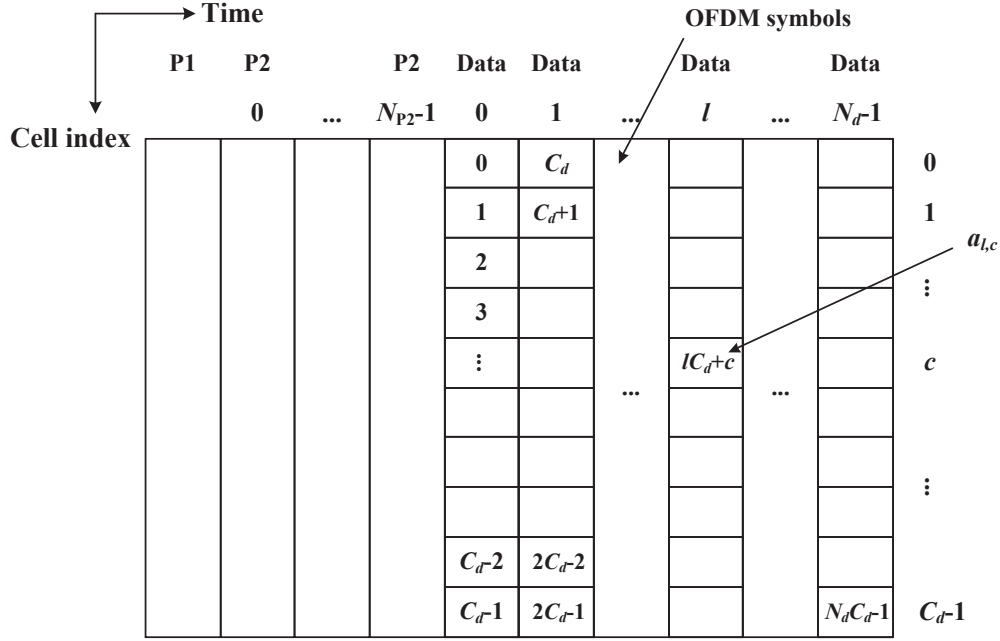 Time
OFDM symbols
P1 P2 P2 Data Data Data Data
0 ... N_P2-1 0 1 ... l ... N_d-1
Cell index
0 C_d 0
1 C_d+1 1
a_l,c
2
⋮
3
⋮ lC_d+c c
... ...
⋮
C_d-2 2C_d-2
C_d-1 2C_d-1 N_dC_d-1 C_d-1